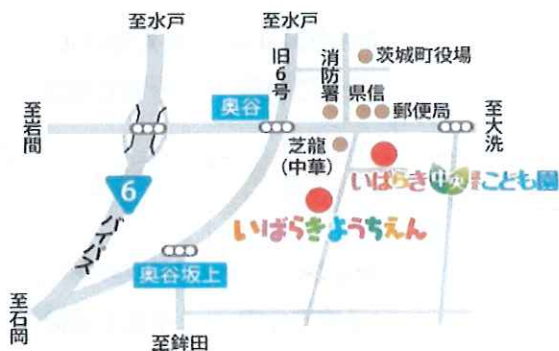 至水戸
至水戸
旧6号
消防署
茨城町役場
県信
郵便局
奥谷
至岩間
至大洗
芝龍
(中華)
いばらき中央こども園
6
バイパス
いばらきようちえん
奥谷坂上
至石岡
至鉾田